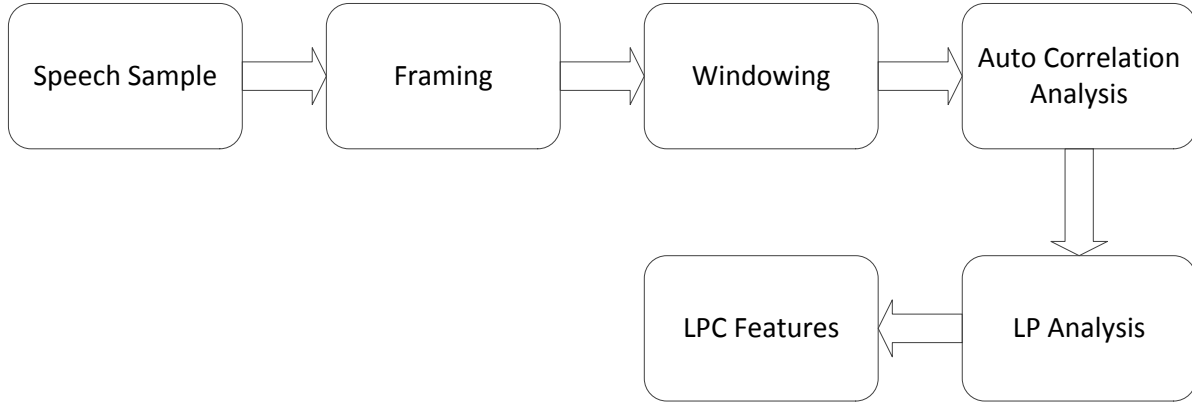 Speech Sample
Framing
Windowing
Auto Correlation
Analysis
LP Analysis
LPC Features